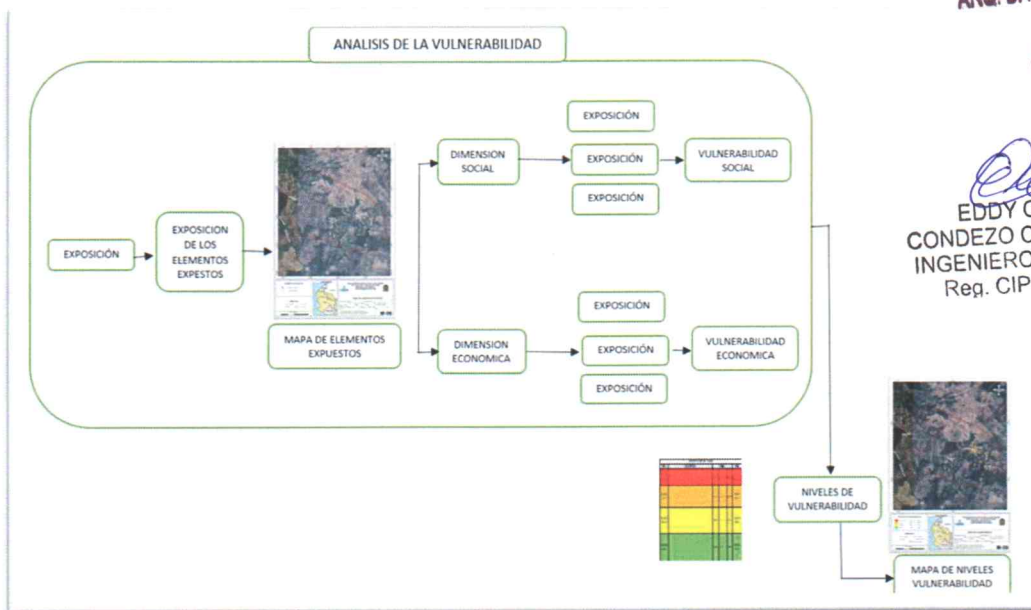 ANALISIS DE LA VULNERABILIDAD
EXPOSICIÓN
EXPOSICION
DE LOS
ELEMENTOS
EXPESTOS
MAPA DE ELEMENTOS
EXPUESTOS
DIMENSION
SOCIAL
EXPOSICIÓN
EXPOSICIÓN
EXPOSICIÓN
VULNERABILIDAD
SOCIAL
DIMENSION
ECONOMICA
EXPOSICIÓN
EXPOSICIÓN
EXPOSICIÓN
VULNERABILIDAD
ECONOMICA
NIVELES DE
VULNERABILIDAD
MAPA DE NIVELES
VULNERABILIDAD
EDDY
CONDEZO
INGENIERO
Reg. CIP